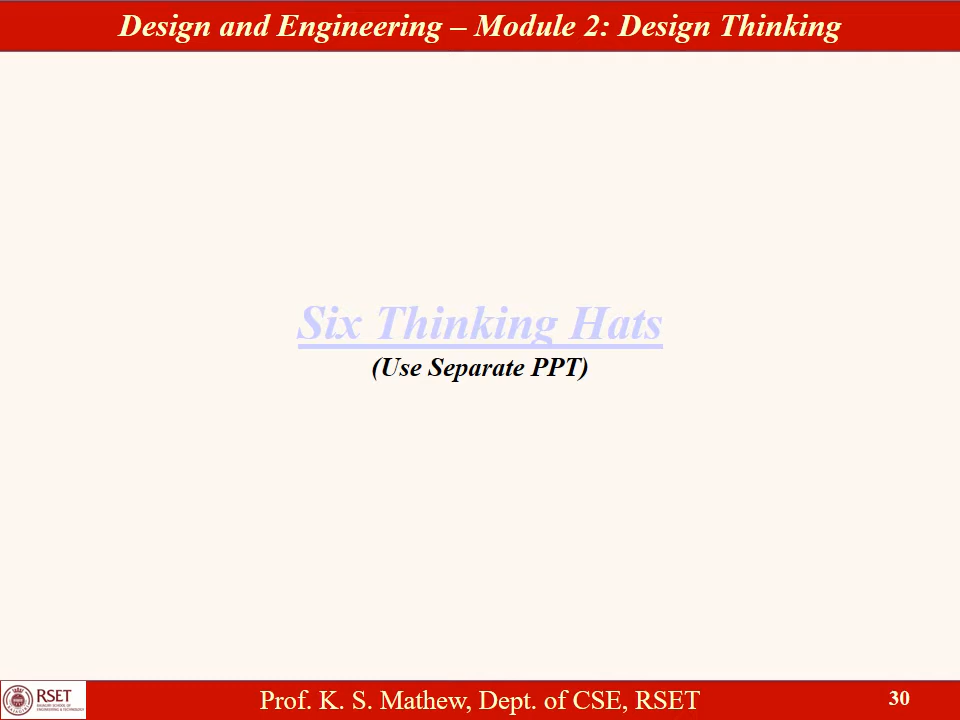 Design and Engineering – Module 2: Design Thinking
Six Thinking Hats
(Use Separate PPT)
RSET
Prof. K. S. Mathew, Dept. of CSE, RSET
30